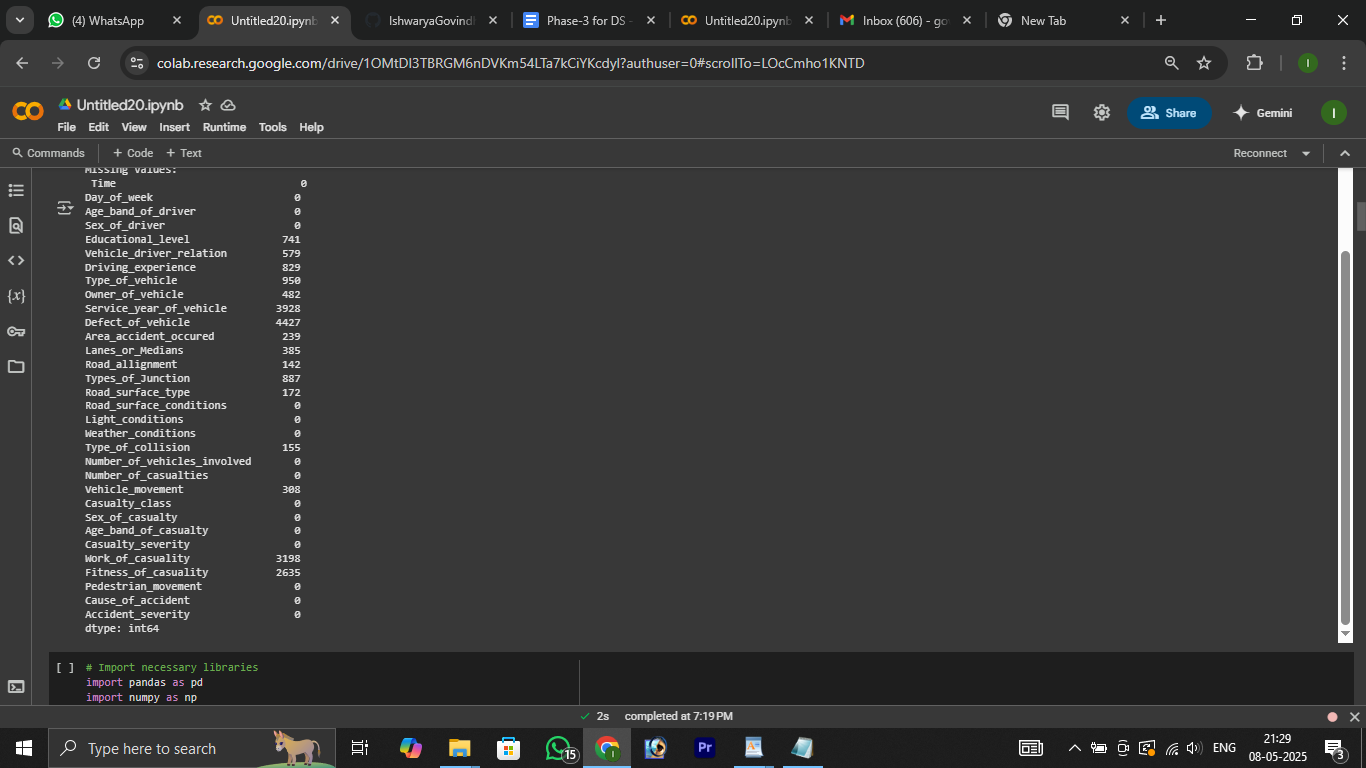 (4) WhatsApp
Untitled20.ipynb
IshwaryaGovindh
Phase-3 for DS -
Untitled20.ipynb
Inbox (606) - go
New Tab
colab.research.google.com/drive/1OMtDl3TBRGM6nDVKm54LTa7kCiYKcdyl?authuser=0#scrollTo=LOcCmho1KNTD
I
Untitled20.ipynb
File Edit View Insert Runtime Tools Help
Share
Gemini
I
Commands + Code + Text
Reconnect
Missing values:
Time 0
Day_of_week 0
Age_band_of_driver 0
Sex_of_driver 0
Educational_level 741
Vehicle_driver_relation 579
Driving_experience 829
Type_of_vehicle 950
Owner_of_vehicle 482
Service_year_of_vehicle 3928
Defect_of_vehicle 4427
Area_accident_occured 239
Lanes_or_Medians 385
Road_allignment 142
Types_of_Junction 887
Road_surface_type 172
Road_surface_conditions 0
Light_conditions 0
Weather_conditions 0
Type_of_collision 155
Number_of_vehicles_involved 0
Number_of_casualties 0
Vehicle_movement 308
Casualty_class 0
Sex_of_casualty 0
Age_band_of_casualty 0
Casualty_severity 0
Work_of_casuality 3198
Fitness_of_casuality 2635
Pedestrian_movement 0
Cause_of_accident 0
Accident_severity 0
dtype: int64
[ ] # Import necessary libraries
import pandas as pd
import numpy as np
2s completed at 7:19 PM
Type here to search
15
Pr
ENG
21:29
08-05-2025
3